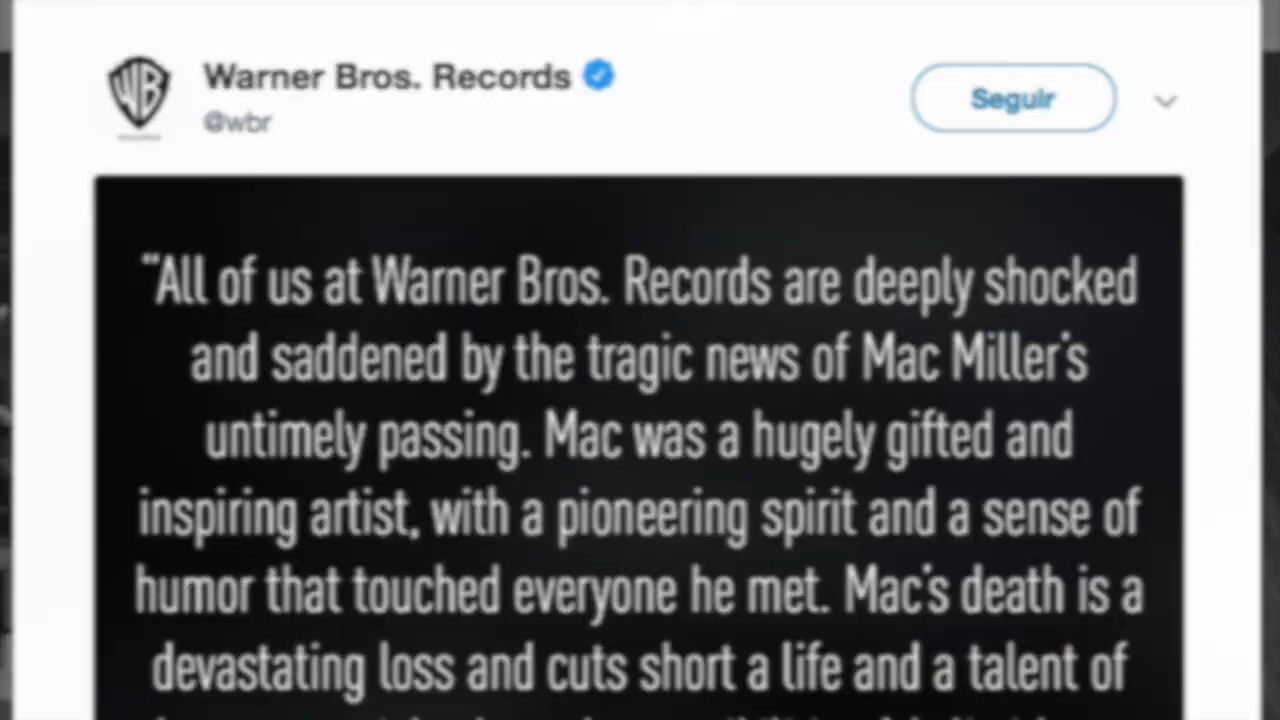 Warner Bros. Records
@wbr
Seguir
“All of us at Warner Bros. Records are deeply shocked
and saddened by the tragic news of Mac Miller's
untimely passing. Mac was a hugely gifted and
inspiring artist, with a pioneering spirit and a sense of
humor that touched everyone he met. Mac's death is a
devastating loss and cuts short a life and a talent of